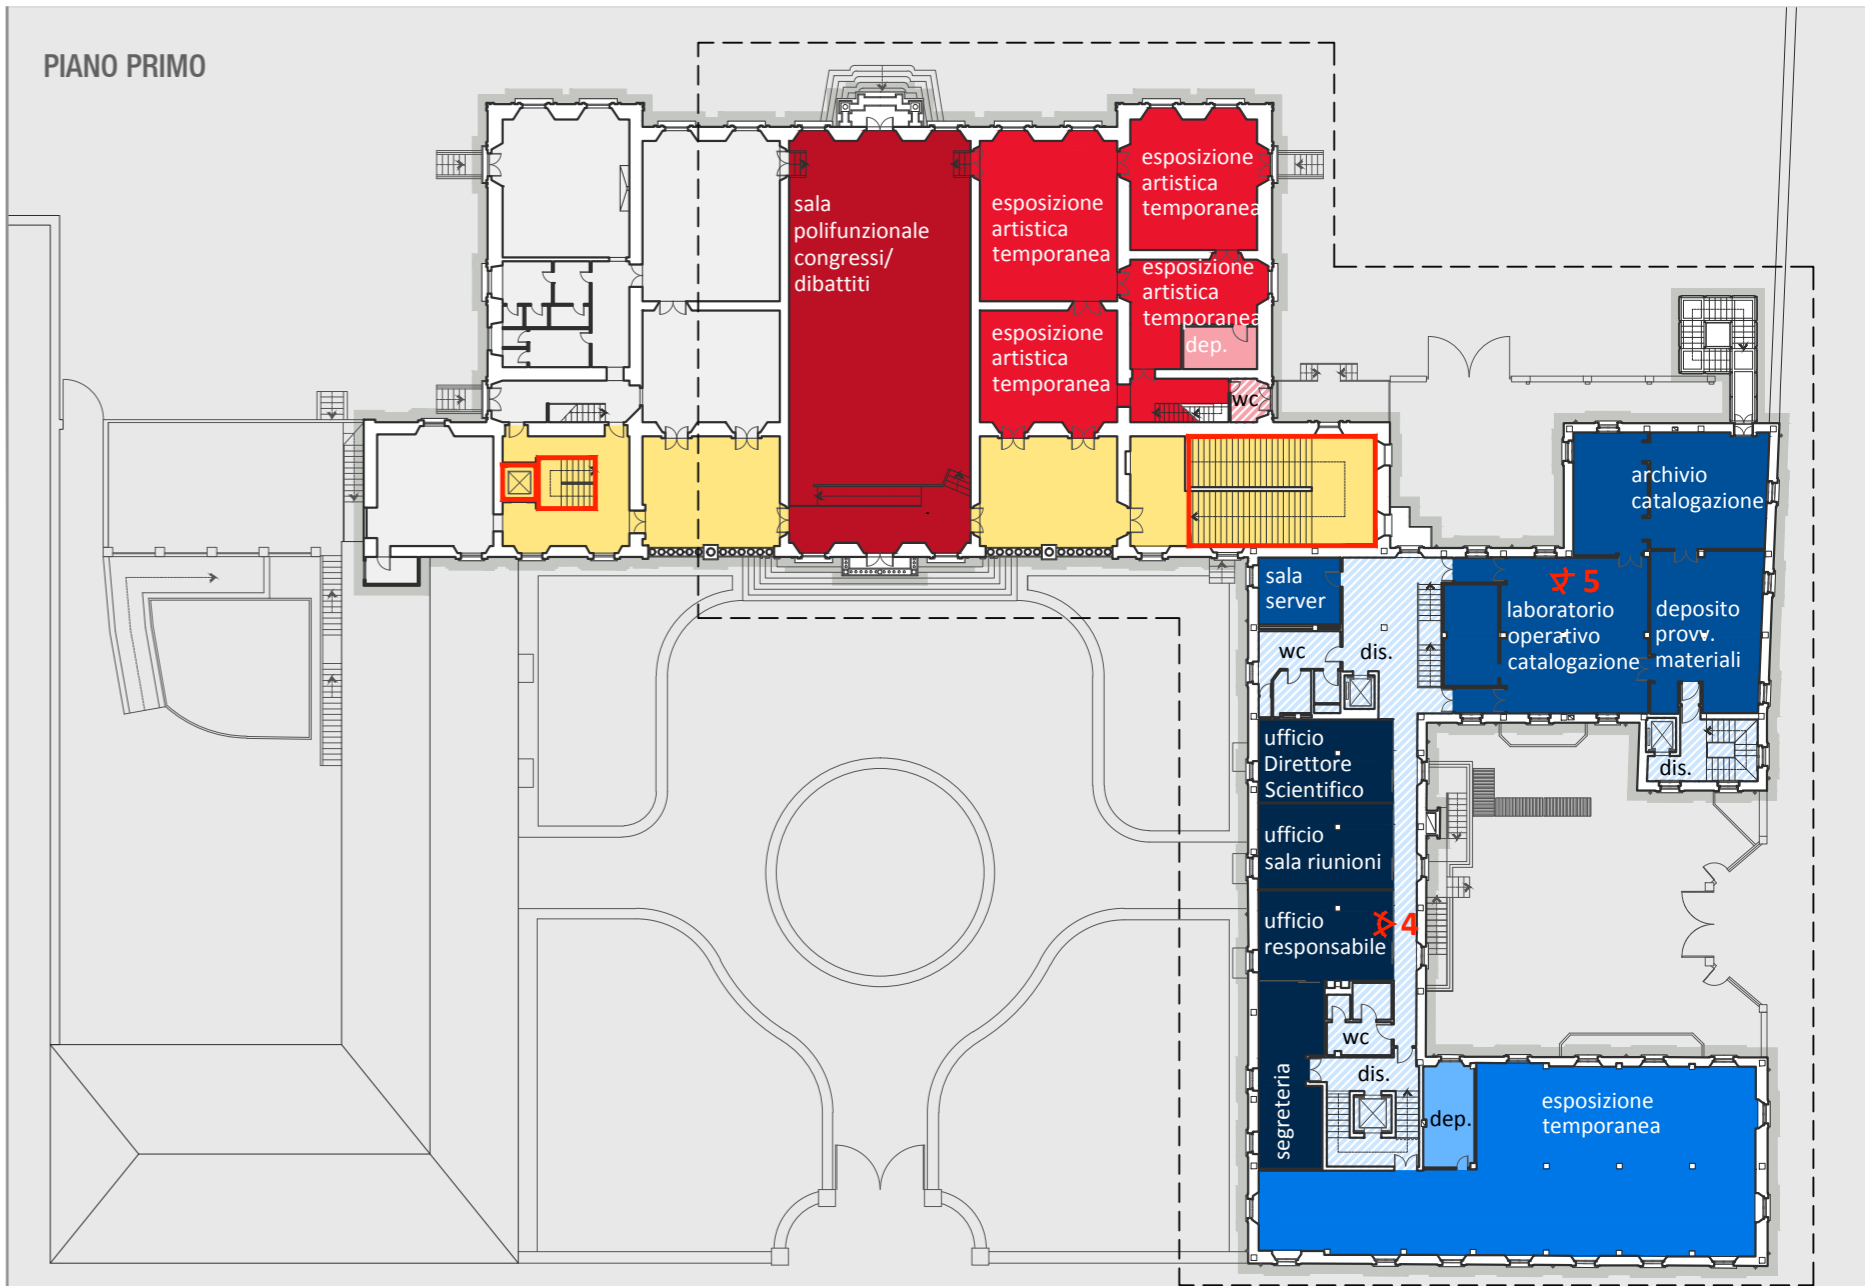 PIANO PRIMO
sala
polifunzionale
congressi/
dibattiti
esposizione
artistica
temporanea
esposizione
artistica
temporanea
esposizione
artistica
temporanea
dep.
esposizione
artistica
temporanea
wc
archivio
catalogazione
sala
server
5
laboratorio
operativo
catalogazione
deposito
provv.
materiali
wc
dis.
ufficio
Direttore
Scientifico
dis.
ufficio
sala riunioni
ufficio
responsabile
4
wc
dis.
segreteria
dep.
esposizione
temporanea